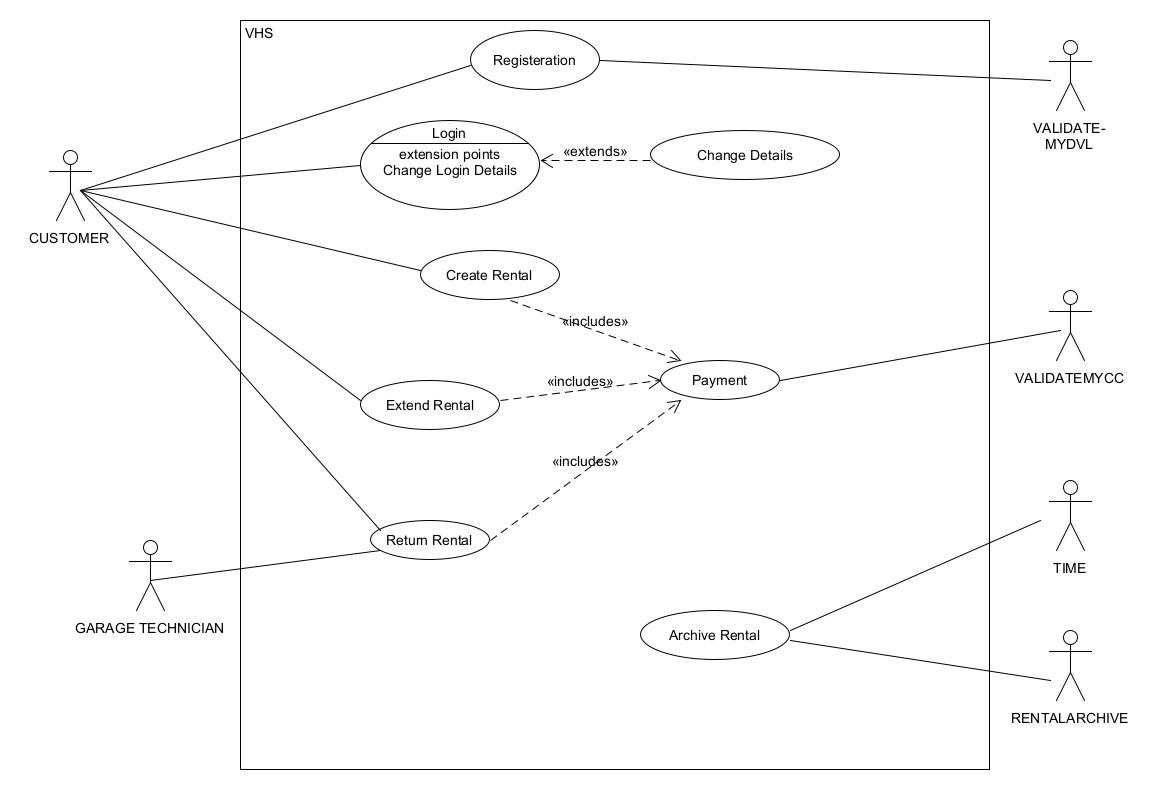 VHS
Registeration
VALIDATE-
MYDVL
Login
extension points
Change Login Details
«extends»
Change Details
CUSTOMER
Create Rental
«includes»
Payment
VALIDATEMYCC
«includes»
Extend Rental
«includes»
Return Rental
TIME
GARAGE TECHNICIAN
Archive Rental
RENTALARCHIVE